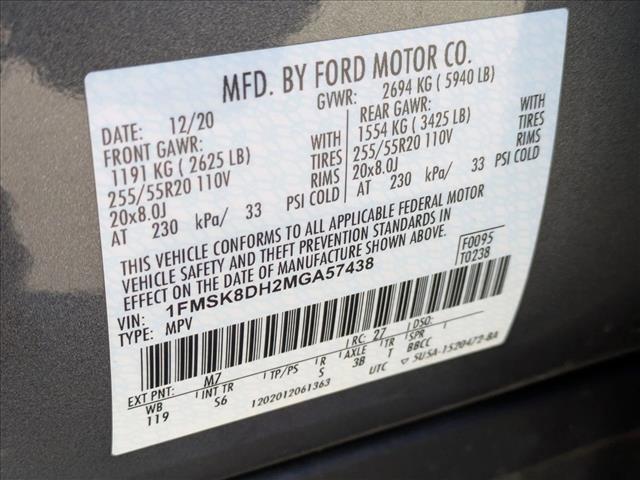 MFD. BY FORD MOTOR CO.
DATE: 12/20 GVWR: 2694 KG ( 5940 LB)
FRONT GAWR: REAR GAWR:
1191 KG ( 2625 LB) WITH 1554 KG ( 3425 LB) WITH
255/55R20 110V TIRES 255/55R20 110V TIRES
20x8.0J RIMS 20x8.0J RIMS
AT 230 kPa/ 33 PSI COLD AT 230 kPa/ 33 PSI COLD
THIS VEHICLE CONFORMS TO ALL APPLICABLE FEDERAL MOTOR
VEHICLE SAFETY AND THEFT PREVENTION STANDARDS IN
EFFECT ON THE DATE OF MANUFACTURE SHOWN ABOVE.
F0095
T0238
VIN: 1FMSK8DH2MGA57438
TYPE: MPV
EXT PNT: M7 RC: 27 DSO:
WB INT TR TP/PS R AXLE TR SPR
119 S6 S 3B T BBCC
1202012061363 UTC 5U5A-1520472-BA